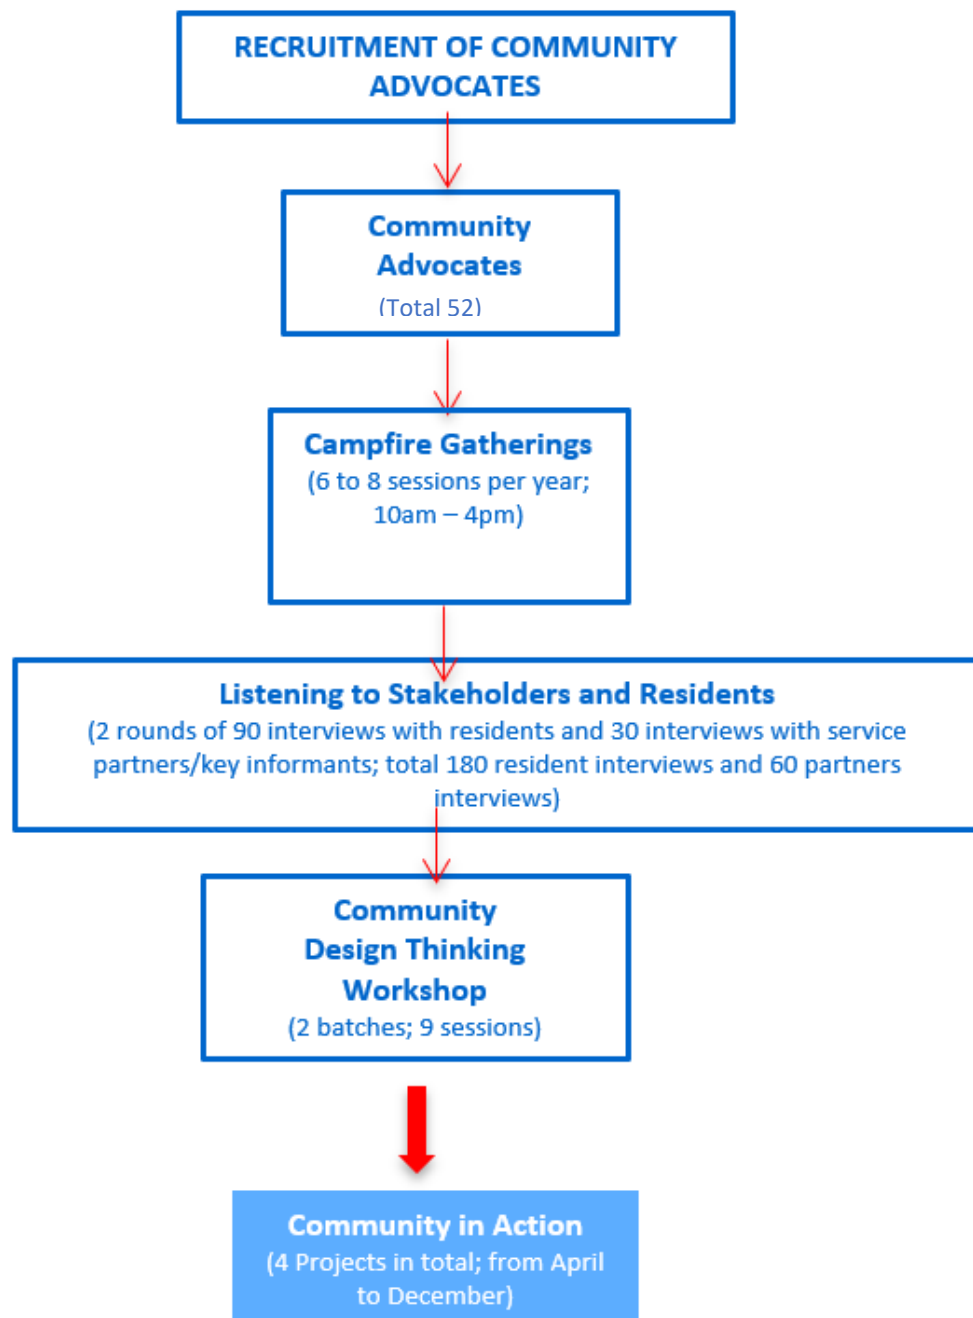 RECRUITMENT OF COMMUNITY
ADVOCATES
Community
Advocates
(Total 52)
Campfire Gatherings
(6 to 8 sessions per year;
10am – 4pm)
Listening to Stakeholders and Residents
(2 rounds of 90 interviews with residents and 30 interviews with service
partners/key informants; total 180 resident interviews and 60 partners
interviews)
Community
Design Thinking
Workshop
(2 batches; 9 sessions)
Community in Action
(4 Projects in total; from April
to December)